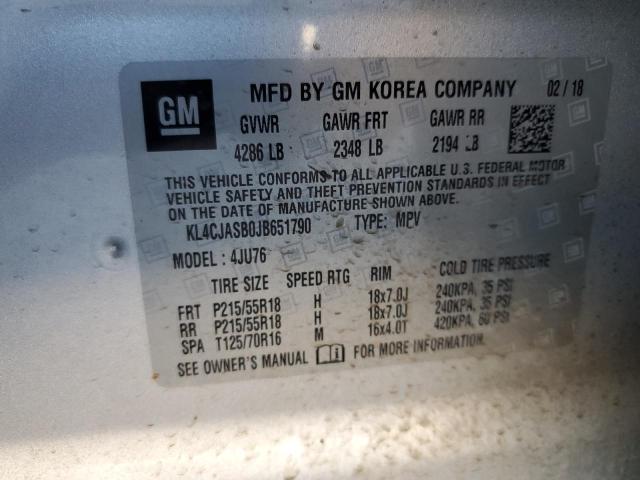 GM
MFD BY GM KOREA COMPANY 02/18
GVWR GAWR FRT GAWR RR
4286 LB 2348 LB 2194 LB
THIS VEHICLE CONFORMS TO ALL APPLICABLE U.S. FEDERAL MOTOR
VEHICLE SAFETY AND THEFT PREVENTION STANDARDS IN EFFECT
ON THE DATE OF MANUFACTURE SHOWN ABOVE.
KL4CJASB0JB651790 TYPE: MPV
MODEL: 4JU76
TIRE SIZE SPEED RTG RIM COLD TIRE PRESSURE
FRT P215/55R18 H 18x7.0J 240KPA, 35 PSI
RR P215/55R18 H 18x7.0J 240KPA, 35 PSI
SPA T125/70R16 M 16x4.0T 420KPA, 60 PSI
SEE OWNER'S MANUAL FOR MORE INFORMATION.